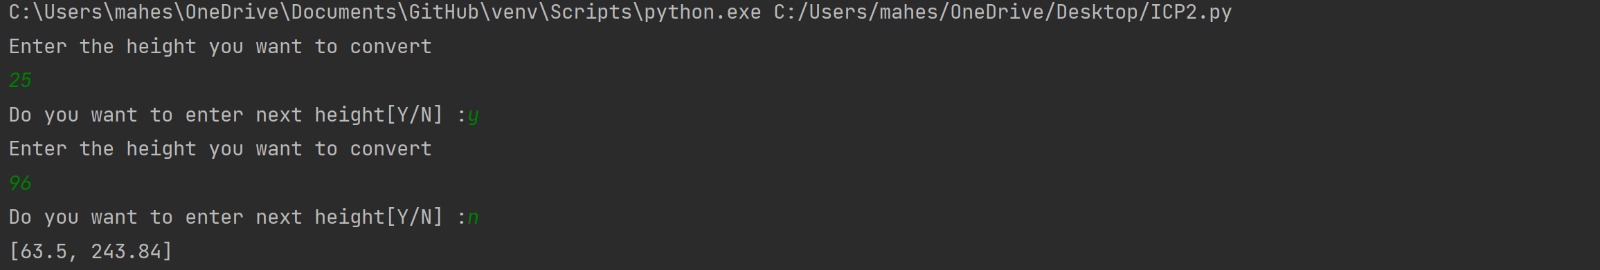 C:\Users\mahes\OneDrive\Documents\GitHub\venv\Scripts\python.exe C:/Users/mahes/OneDrive/Desktop/ICP2.py
Enter the height you want to convert
25
Do you want to enter next height[Y/N] :y
Enter the height you want to convert
96
Do you want to enter next height[Y/N] :n
[63.5, 243.84]